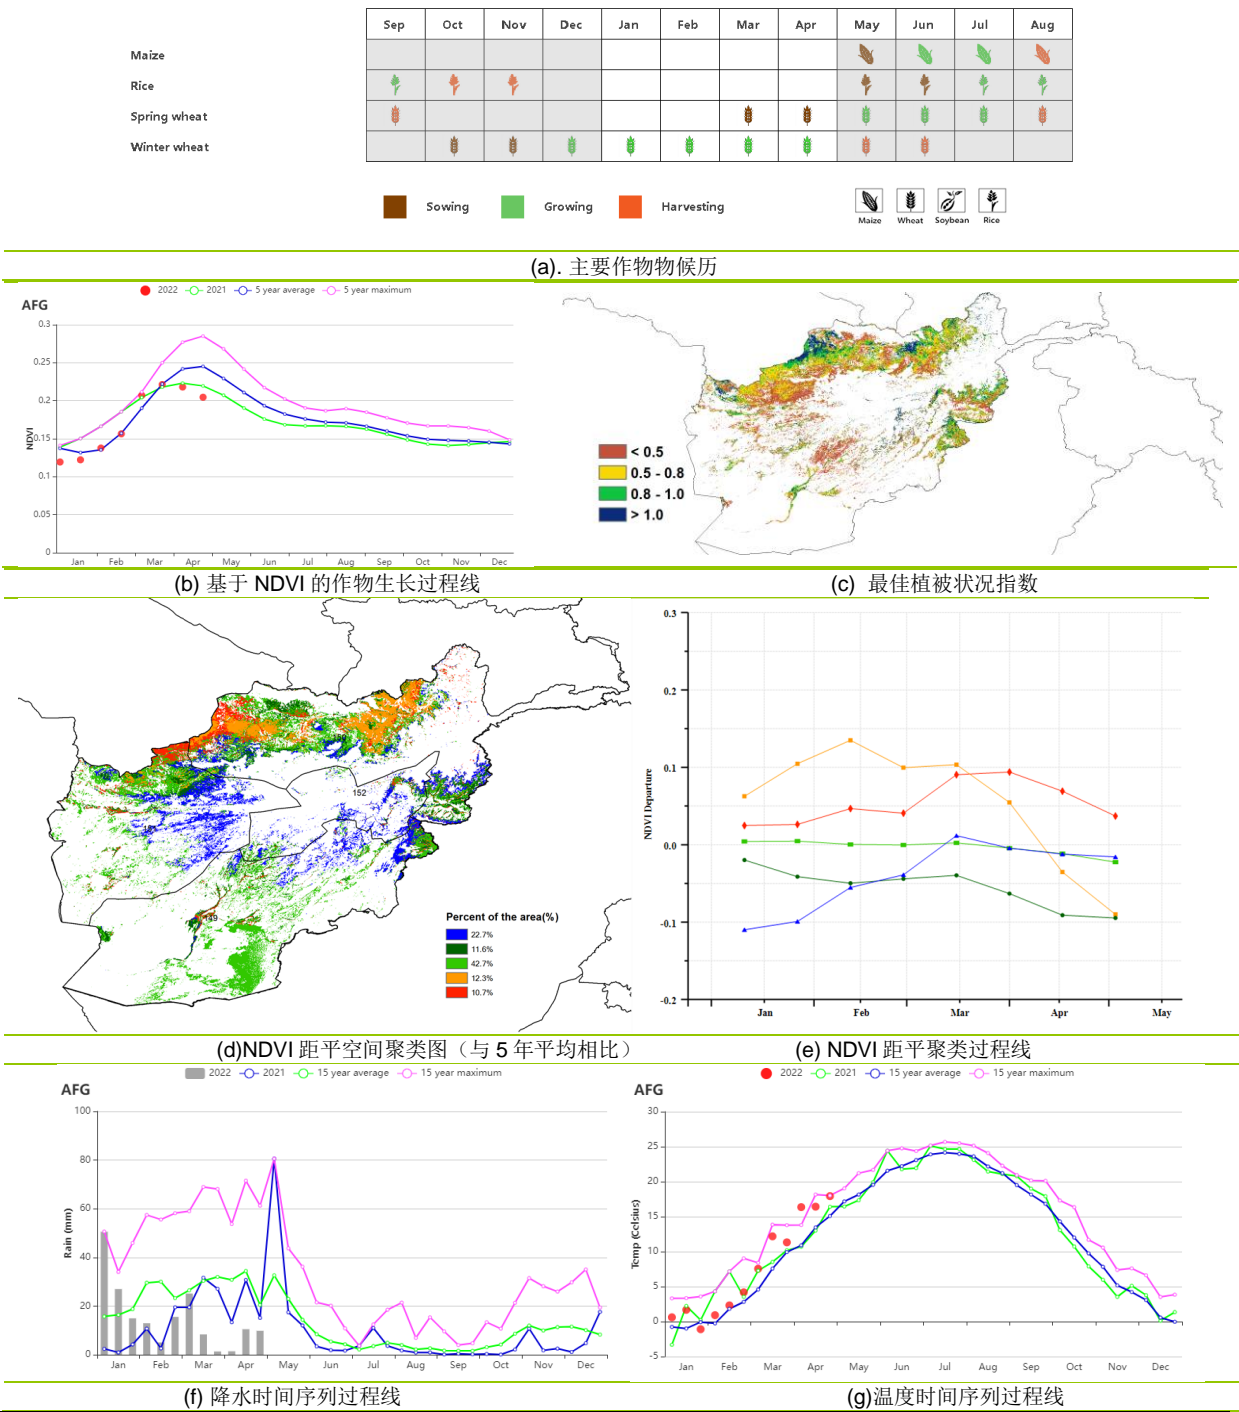 Sep Oct Nov Dec Jan Feb Mar Apr May Jun Jul Aug
Maize
Rice
Spring wheat
Winter wheat
Sowing Growing Harvesting
Maize Wheat Soybean Rice
(a). 主要作物物候历
2022 2021 5 year average 5 year maximum
AFG
0.3
0.25
0.2
0.15
0.1
0.05
0
NDVI
Jan Feb Mar Apr May Jun Jul Aug Sep Oct Nov Dec
< 0.5
0.5 - 0.8
0.8 - 1.0
> 1.0
(b) 基于 NDVI 的作物生长过程线
(c) 最佳植被状况指数
152
149
Percent of the area(%)
22.7%
11.6%
42.7%
12.3%
10.7%
0.3
0.2
0.1
0.0
-0.1
-0.2
NDVI Departure
Jan Feb Mar Apr May
(d)NDVI 距平空间聚类图（与 5 年平均相比）
(e) NDVI 距平聚类过程线
2022 2021 15 year average 15 year maximum
AFG
100
80
60
40
20
0
Rain (mm)
Jan Feb Mar Apr May Jun Jul Aug Sep Oct Nov Dec
2022 2021 15 year average 15 year maximum
AFG
30
25
20
15
10
5
0
-5
Temp (Celsius)
Jan Feb Mar Apr May Jun Jul Aug Sep Oct Nov Dec
(f) 降水时间序列过程线
(g)温度时间序列过程线